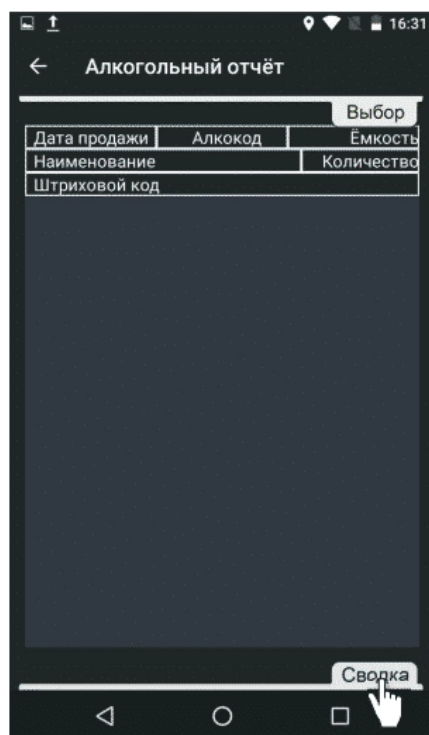 16:31
Алкогольный отчёт
Выбор
Дата продажи Алкокод Ёмкость
Наименование Количество
Штриховой код
Сводка